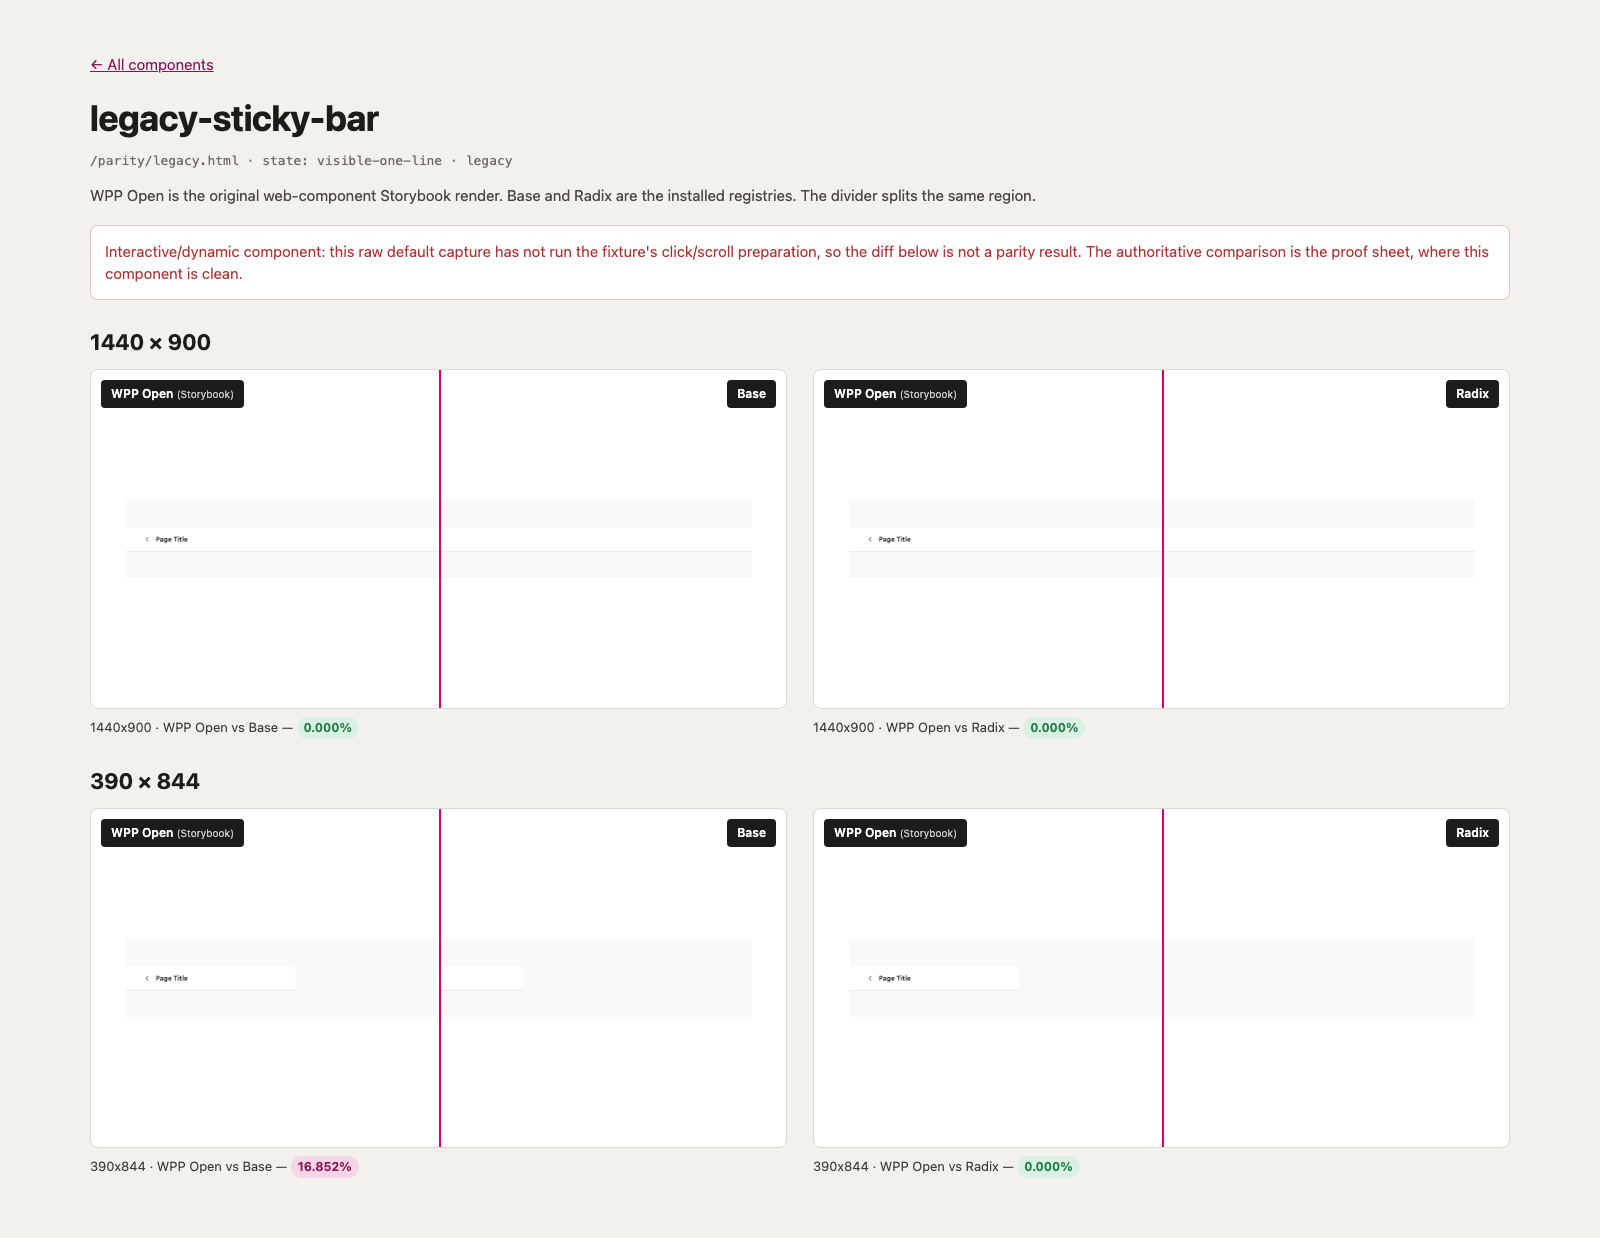 ← All components
legacy-sticky-bar
/parity/legacy.html · state: visible-one-line · legacy
WPP Open is the original web-component Storybook render. Base and Radix are the installed registries. The divider splits the same region.
Interactive/dynamic component: this raw default capture has not run the fixture's click/scroll preparation, so the diff below is not a parity result. The authoritative comparison is the proof sheet, where this
component is clean.
1440 × 900
WPP Open (Storybook)
Base
WPP Open (Storybook)
Radix
‹ Page Title
‹ Page Title
1440x900 · WPP Open vs Base — 0.000%
1440x900 · WPP Open vs Radix — 0.000%
390 × 844
WPP Open (Storybook)
Base
WPP Open (Storybook)
Radix
‹ Page Title
‹ Page Title
390x844 · WPP Open vs Base — 16.852%
390x844 · WPP Open vs Radix — 0.000%